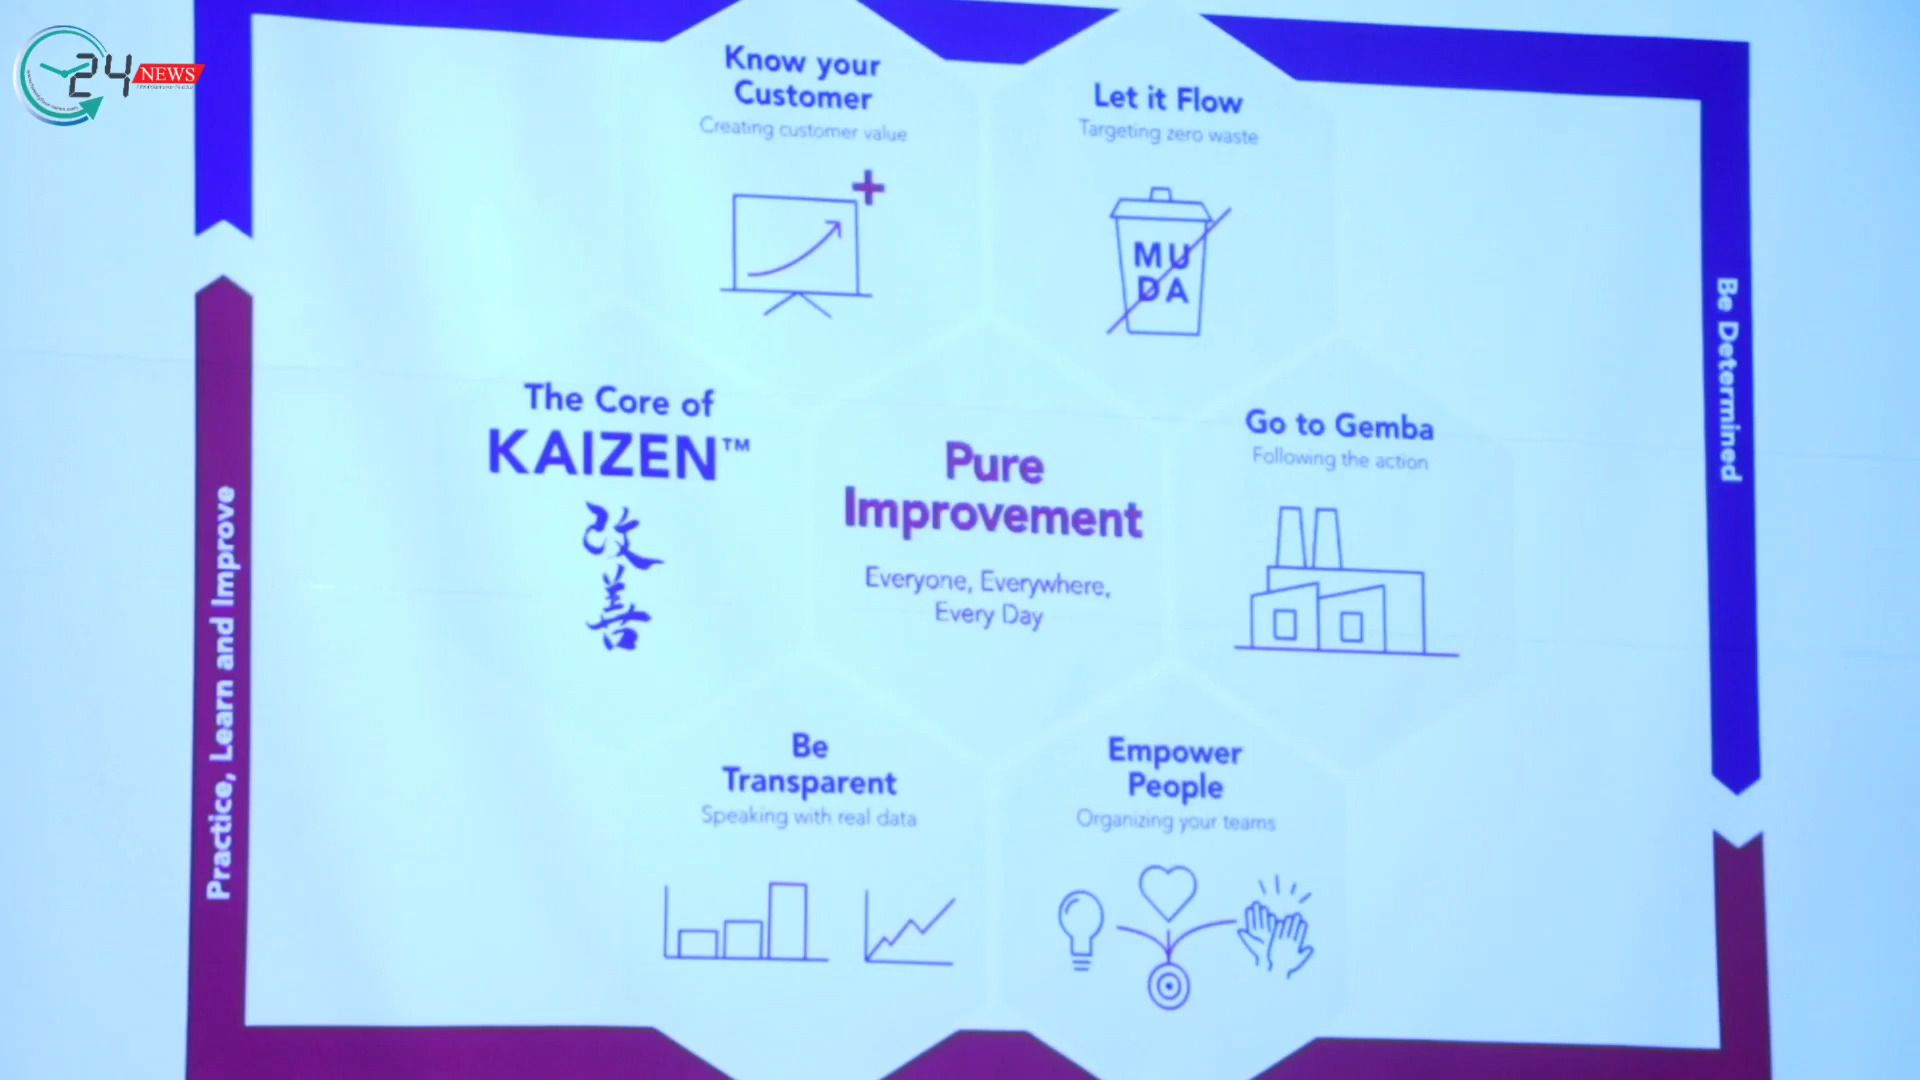 24 NEWS
Know your
Customer
Creating customer value
Let it Flow
Targeting zero waste
MU
DA
The Core of
KAIZEN™
改
善
Pure
Improvement
Everyone, Everywhere,
Every Day
Go to Gemba
Following the action
Be
Transparent
Speaking with real data
Empower
People
Organizing your teams
Practice, Learn and Improve
Be Determined